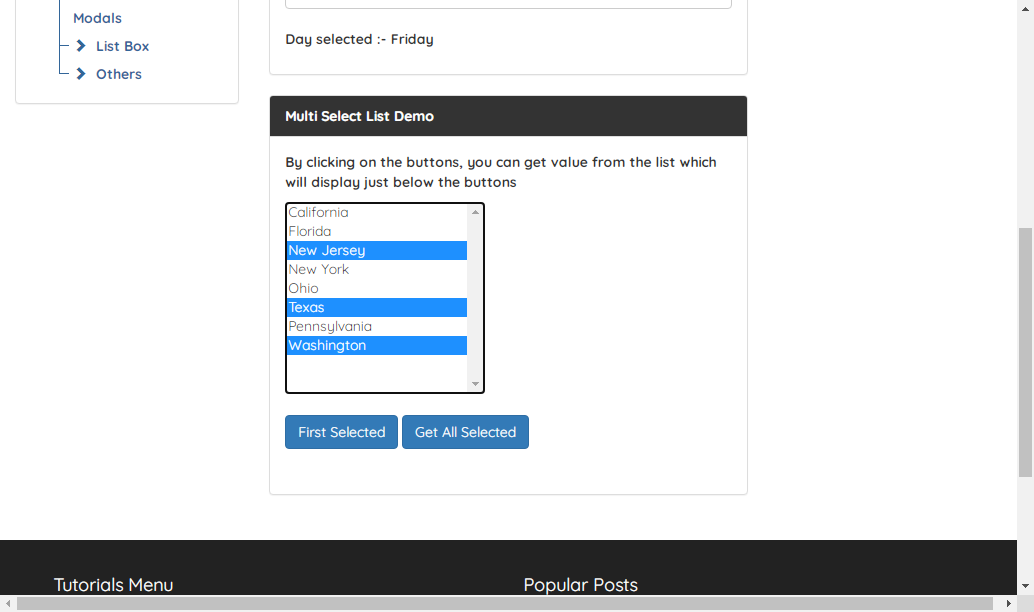 Modals
List Box
Others
Day selected :- Friday
Multi Select List Demo
By clicking on the buttons, you can get value from the list which
will display just below the buttons
California
Florida
New Jersey
New York
Ohio
Texas
Pennsylvania
Washington
First Selected
Get All Selected
Tutorials Menu
Popular Posts